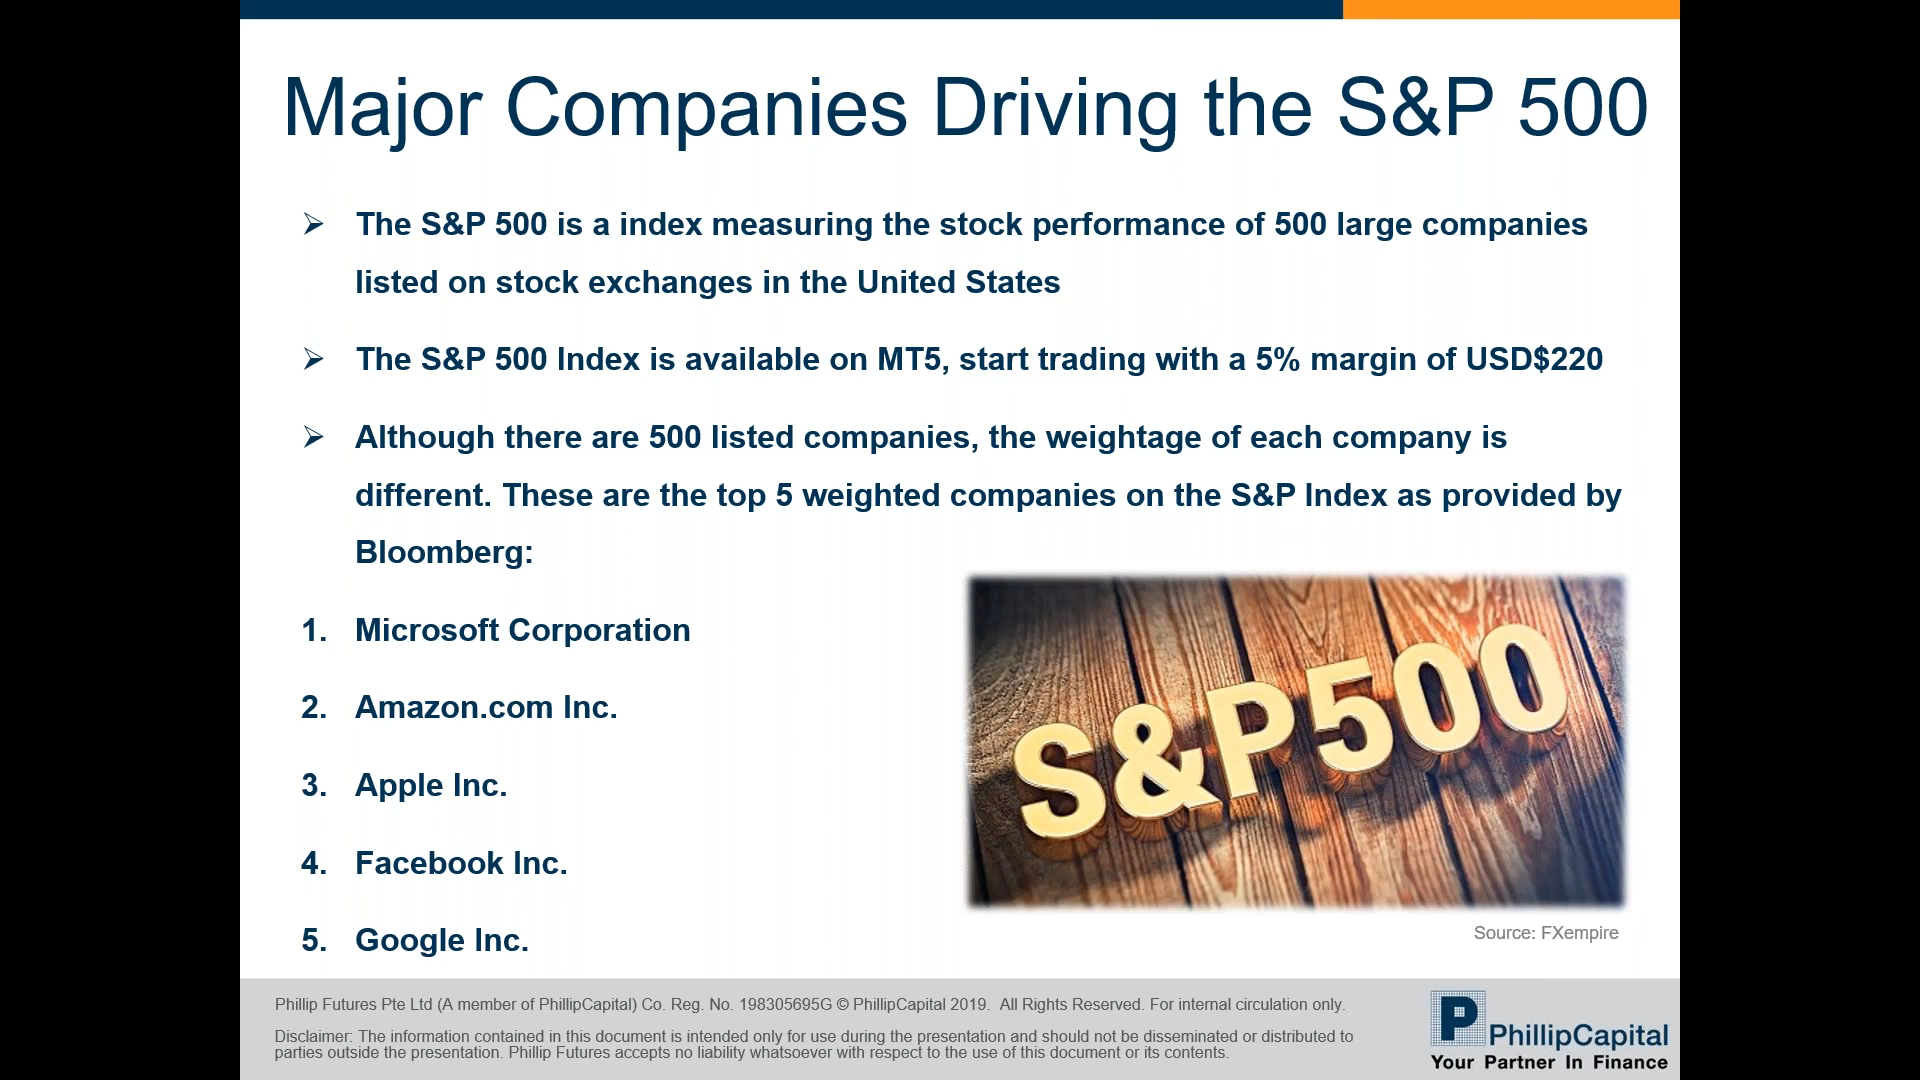 Major Companies Driving the S&P 500
The S&P 500 is a index measuring the stock performance of 500 large companies
listed on stock exchanges in the United States
The S&P 500 Index is available on MT5, start trading with a 5% margin of USD$220
Although there are 500 listed companies, the weightage of each company is
different. These are the top 5 weighted companies on the S&P Index as provided by
Bloomberg:
1. Microsoft Corporation
2. Amazon.com Inc.
3. Apple Inc.
4. Facebook Inc.
5. Google Inc.
S&P500
Source: FXempire
Phillip Futures Pte Ltd (A member of PhillipCapital) Co. Reg. No. 198305695G © PhillipCapital 2019. All Rights Reserved. For internal circulation only.
Disclaimer: The information contained in this document is intended only for use during the presentation and should not be disseminated or distributed to
parties outside the presentation. Phillip Futures accepts no liability whatsoever with respect to the use of this document or its contents.
P PhillipCapital
Your Partner In Finance